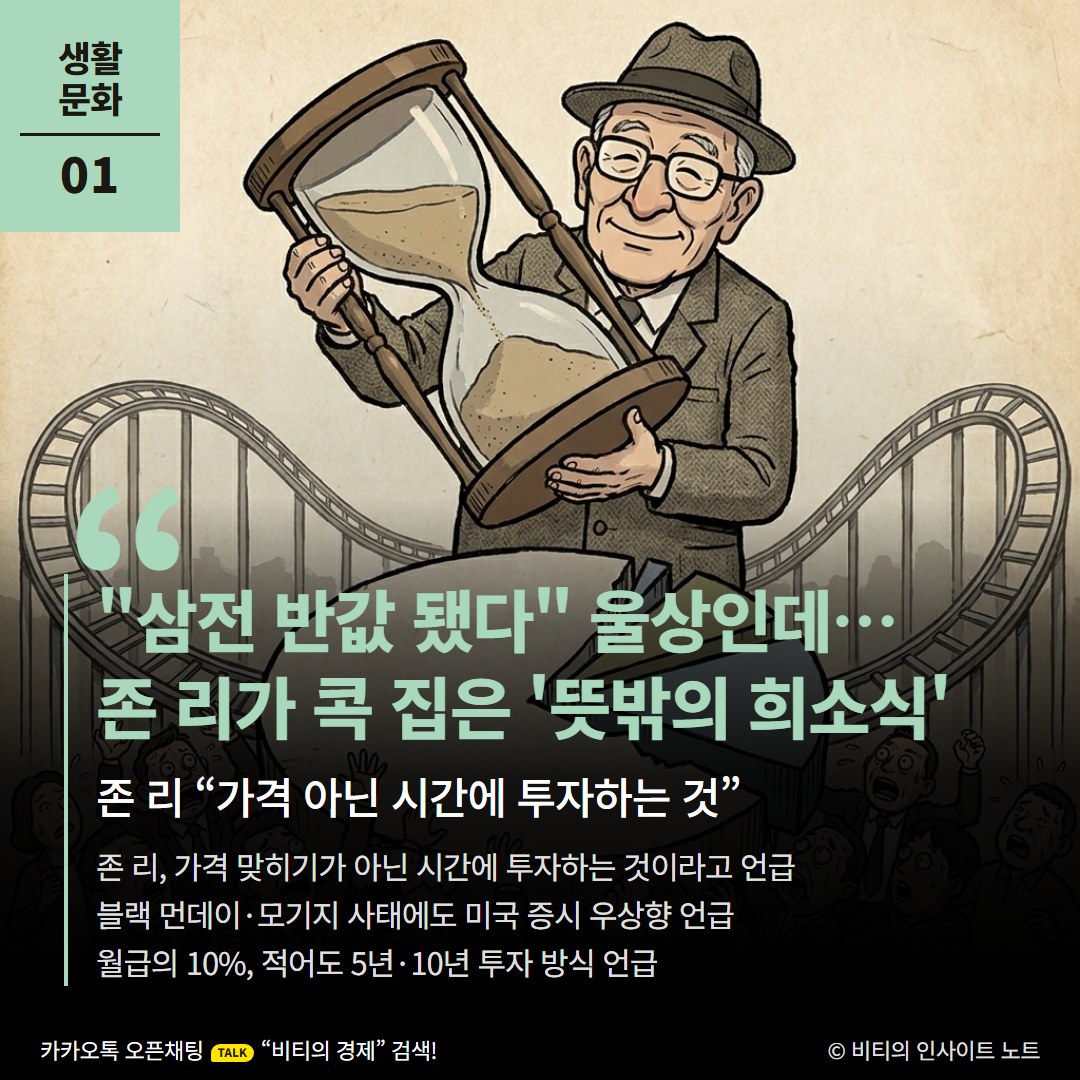 생활
문화
01
“
"삼전 반값 됐다" 울상인데…
존 리가 콕 집은 '뜻밖의 희소식'
존 리 “가격 아닌 시간에 투자하는 것”
존 리, 가격 맞히기가 아닌 시간에 투자하는 것이라고 언급
블랙 먼데이·모기지 사태에도 미국 증시 우상향 언급
월급의 10%, 적어도 5년·10년 투자 방식 언급
카카오톡 오픈채팅 TALK “비티의 경제” 검색!
© 비티의 인사이트 노트